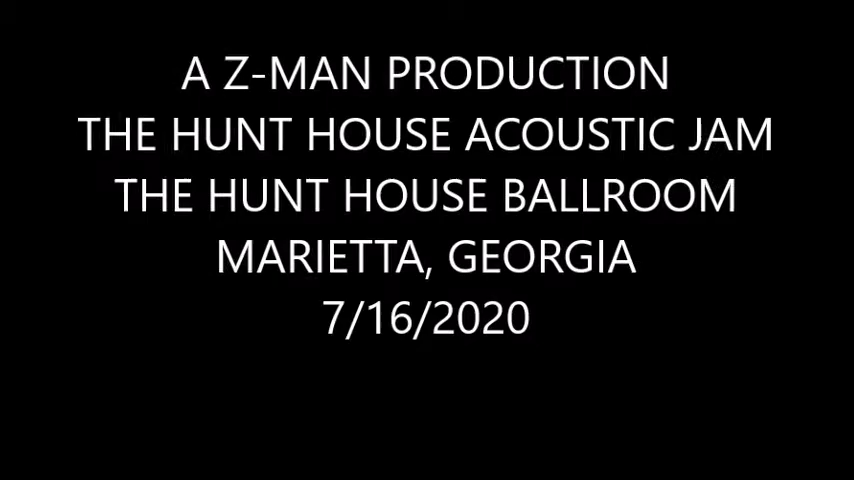 A Z-MAN PRODUCTION
THE HUNT HOUSE ACOUSTIC JAM
THE HUNT HOUSE BALLROOM
MARIETTA, GEORGIA
7/16/2020